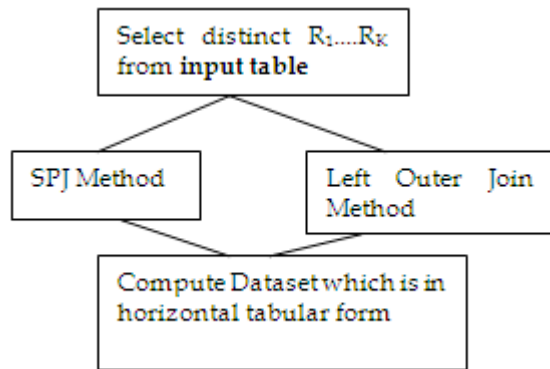 Select distinct R₁....R_K
from input table
SPJ Method
Left Outer Join
Method
Compute Dataset which is in
horizontal tabular form